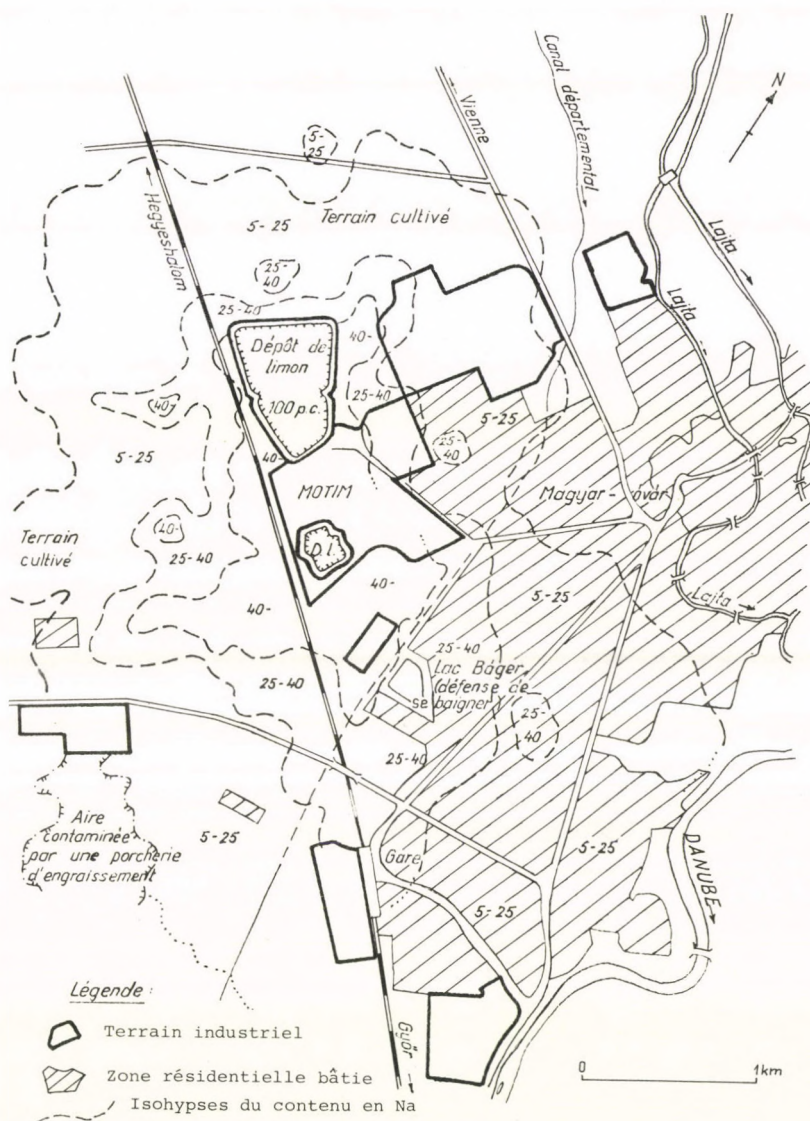 N
Canal départemental
Vienne
5-25
Hegyeshalom
Terrain cultivé
5-25
Lajta
25-40
25-40
Lajta
Dépôt de
limon
100 p.c.
40-
25-40
40-
5-25
25-40
5-25
40-
MOTIM
Magyar-óvár
Terrain
cultivé
40-
25-40
D.l.
40-
5-25
Lajta
40-
25-40
Lac Báger
(défense de
se baigner)
25-40
25-40
25-40
Aire
contaminée
par une porcherie
d'engraissement
5-25
Gare
5-25
DANUBE
5-25
Légende :
Terrain industriel
Győr
Zone résidentielle bâtie
0 1km
Isohypses du contenu en Na